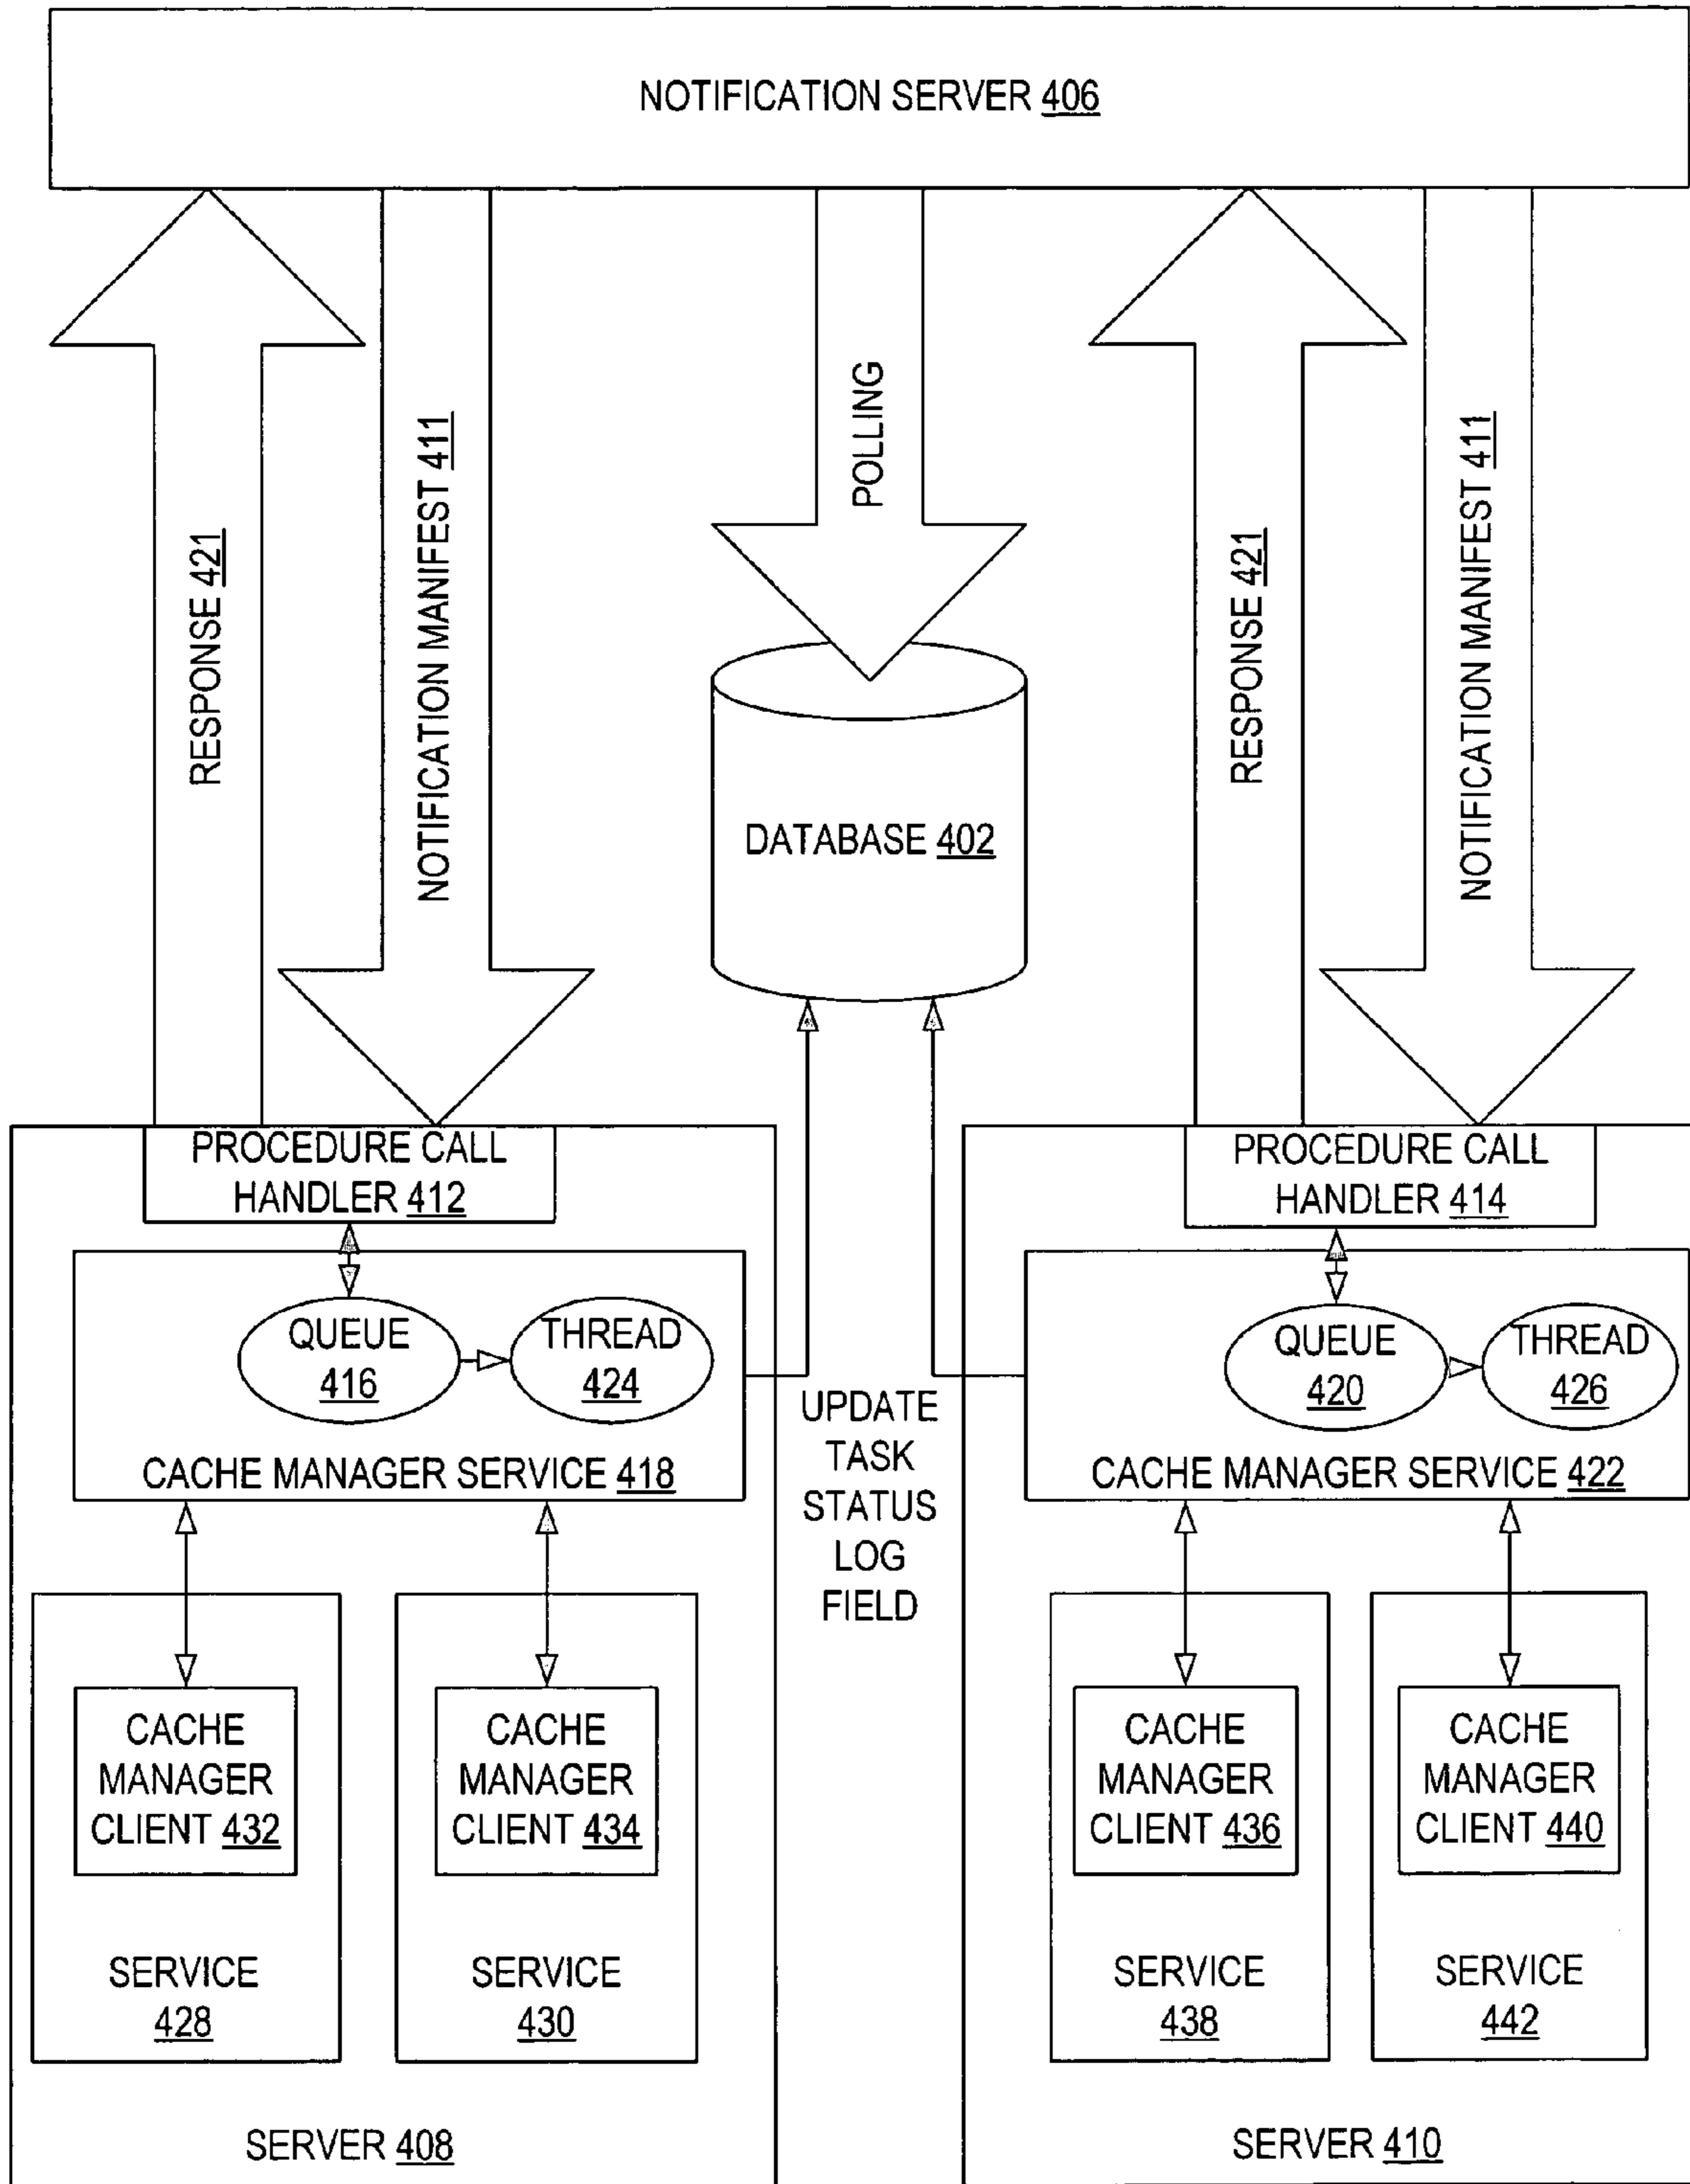 NOTIFICATION SERVER 406
RESPONSE 421
NOTIFICATION MANIFEST 411
POLLING
RESPONSE 421
NOTIFICATION MANIFEST 411
DATABASE 402
PROCEDURE CALL
HANDLER 412
PROCEDURE CALL
HANDLER 414
QUEUE
416
THREAD
424
CACHE MANAGER SERVICE 418
UPDATE
TASK
STATUS
LOG
FIELD
QUEUE
420
THREAD
426
CACHE MANAGER SERVICE 422
CACHE
MANAGER
CLIENT 432
SERVICE
428
CACHE
MANAGER
CLIENT 434
SERVICE
430
CACHE
MANAGER
CLIENT 436
SERVICE
438
CACHE
MANAGER
CLIENT 440
SERVICE
442
SERVER 408
SERVER 410